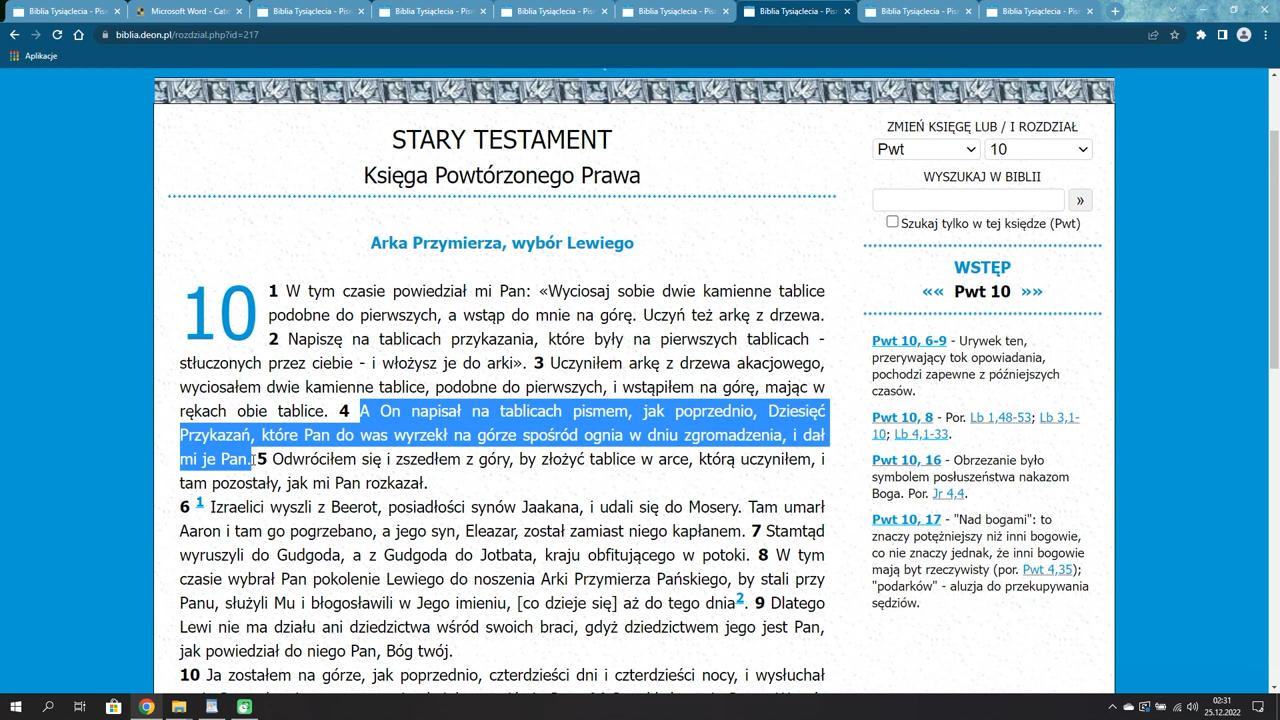 Biblia Tysiąclecia - Pism
Microsoft Word - Cate
Biblia Tysiąclecia - Pism
Biblia Tysiąclecia - Pism
Biblia Tysiąclecia - Pism
Biblia Tysiąclecia - Pism
Biblia Tysiąclecia - Pism
Biblia Tysiąclecia - Pism
Biblia Tysiąclecia - Pism
biblia.deon.pl/rozdzial.php?id=217
Aplikacje
STARY TESTAMENT
Księga Powtórzonego Prawa
Arka Przymierza, wybór Lewiego
10
1 W tym czasie powiedział mi Pan: «Wyciosaj sobie dwie kamienne tablice
podobne do pierwszych, a wstąp do mnie na górę. Uczyń też arkę z drzewa.
2 Napiszę na tablicach przykazania, które były na pierwszych tablicach -
stłuczonych przez ciebie - i włożysz je do arki». 3 Uczyniłem arkę z drzewa akacjowego,
wyciosałem dwie kamienne tablice, podobne do pierwszych, i wstąpiłem na górę, mając w
rękach obie tablice. 4 A On napisał na tablicach pismem, jak poprzednio, Dziesięć
Przykazań, które Pan do was wyrzekł na górze spośród ognia w dniu zgromadzenia, i dał
mi je Pan. 5 Odwróciłem się i zszedłem z góry, by złożyć tablice w arce, którą uczyniłem, i
tam pozostały, jak mi Pan rozkazał.
6 1 Izraelici wyszli z Beerot, posiadłości synów Jaakana, i udali się do Mosery. Tam umarł
Aaron i tam go pogrzebano, a jego syn, Eleazar, został zamiast niego kapłanem. 7 Stamtąd
wyruszyli do Gudgoda, a z Gudgoda do Jotbata, kraju obfitującego w potoki. 8 W tym
czasie wybrał Pan pokolenie Lewiego do noszenia Arki Przymierza Pańskiego, by stali przy
Panu, służyli Mu i błogosławili w Jego imieniu, [co dzieje się] aż do tego dnia2. 9 Dlatego
Lewi nie ma działu ani dziedzictwa wśród swoich braci, gdyż dziedzictwem jego jest Pan,
jak powiedział do niego Pan, Bóg twój.
10 Ja zostałem na górze, jak poprzednio, czterdzieści dni i czterdzieści nocy, i wysłuchał
ZMIEŃ KSIĘGĘ LUB / I ROZDZIAŁ
Pwt
10
WYSZUKAJ W BIBLII
»
Szukaj tylko w tej księdze (Pwt)
WSTĘP
«« Pwt 10 »»
Pwt 10, 6-9 - Urywek ten,
przerywający tok opowiadania,
pochodzi zapewne z późniejszych
czasów.
Pwt 10, 8 - Por. Lb 1,48-53; Lb 3,1-
10; Lb 4,1-33.
Pwt 10, 16 - Obrzezanie było
symbolem posłuszeństwa nakazom
Boga. Por. Jr 4,4.
Pwt 10, 17 - "Nad bogami": to
znaczy potężniejszy niż inni bogowie,
co nie znaczy jednak, że inni bogowie
mają byt rzeczywisty (por. Pwt 4,35);
"podarków" - aluzja do przekupywania
sędziów.
02:31
25.12.2022